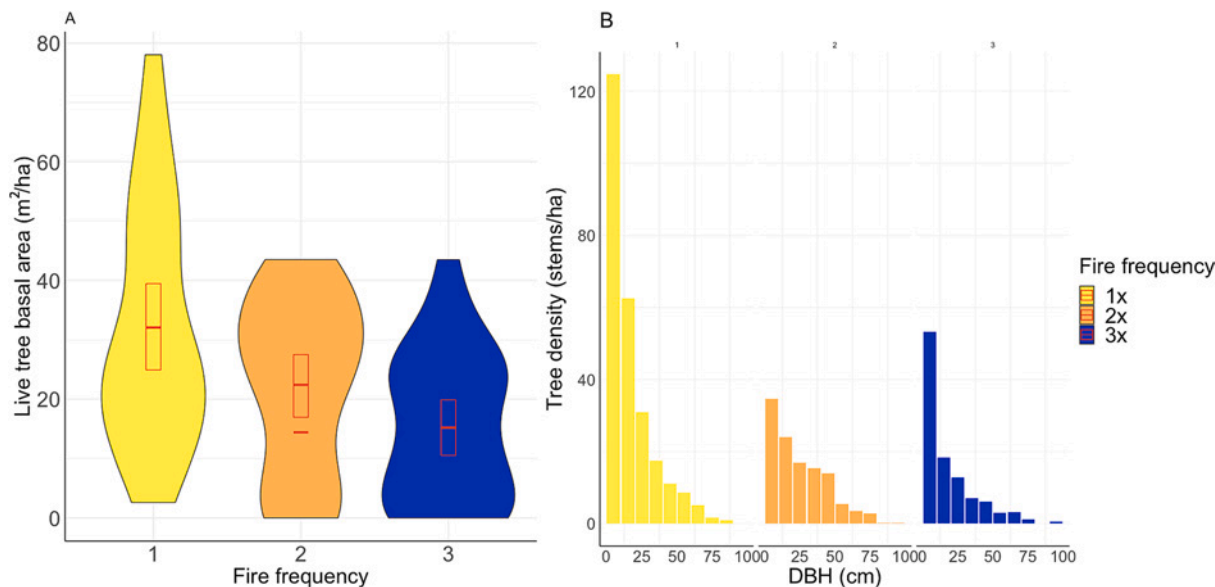 A
80
60
40
20
0
Live tree basal area (m²/ha)
1 2 3
Fire frequency
B
1 2 3
120
80
40
0
Tree density (stems/ha)
0 25 50 75 100 25 50 75 100 25 50 75 100
DBH (cm)
Fire frequency
1x
2x
3x